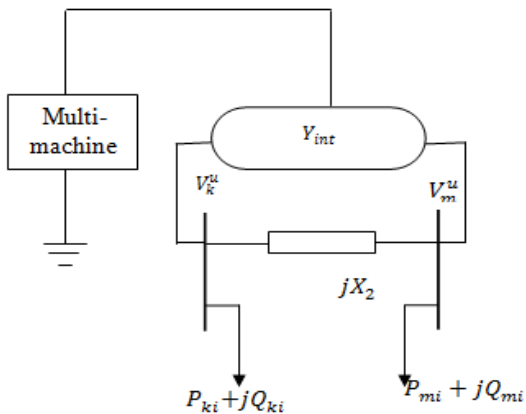 Multi-
machine
Y_int
V_k^u
V_m^u
jX_2
P_ki+jQ_ki
P_mi + jQ_mi